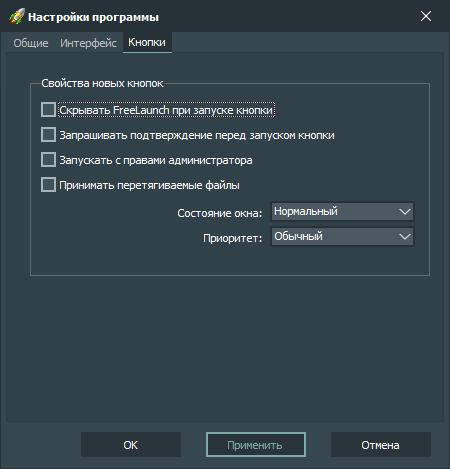 Настройки программы
Общие Интерфейс Кнопки
Свойства новых кнопок
Скрывать FreeLaunch при запуске кнопки
Запрашивать подтверждение перед запуском кнопки
Запускать с правами администратора
Принимать перетягиваемые файлы
Состояние окна: Нормальный
Приоритет: Обычный
OK Применить Отмена